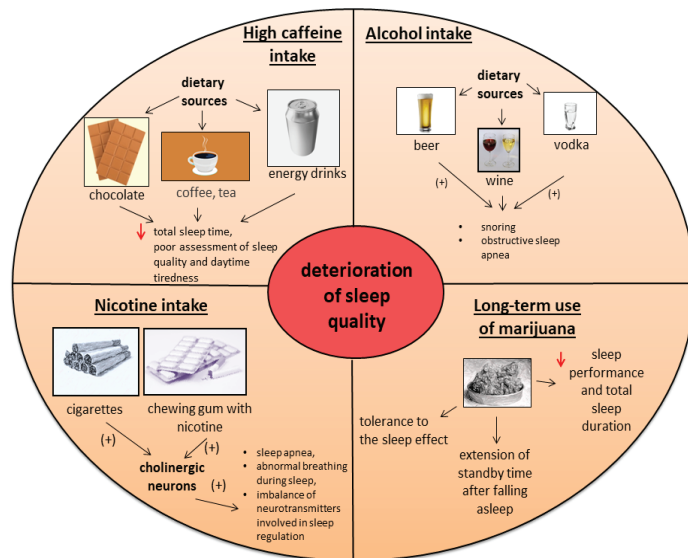 High caffeine
intake
dietary
sources
chocolate
coffee, tea
energy drinks
total sleep time,
poor assessment of sleep
quality and daytime
tiredness
Alcohol intake
dietary
sources
beer
wine
vodka
(+)
(+)
• snoring
• obstructive sleep
apnea
deterioration
of sleep
quality
Nicotine intake
cigarettes
chewing gum with
nicotine
(+)
(+)
cholinergic
neurons
(+)
• sleep apnea,
• abnormal breathing
during sleep,
• imbalance of
neurotransmitters
involved in sleep
regulation
Long-term use
of marijuana
sleep
performance
and total
sleep
duration
tolerance to
the sleep effect
extension of
standby time
after falling
asleep